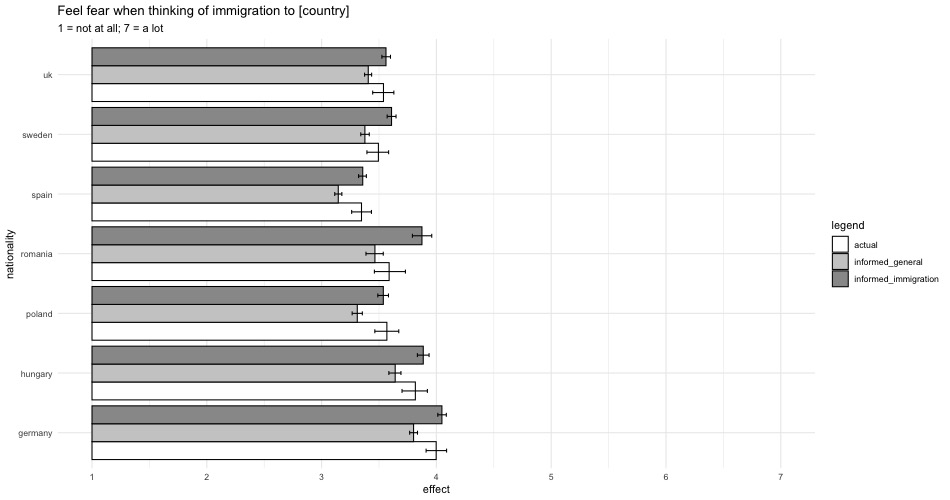 Feel fear when thinking of immigration to [country]
1 = not at all; 7 = a lot
nationality
uk
sweden
spain
romania
poland
hungary
germany
1 2 3 4 5 6 7
effect
legend
actual
informed_general
informed_immigration